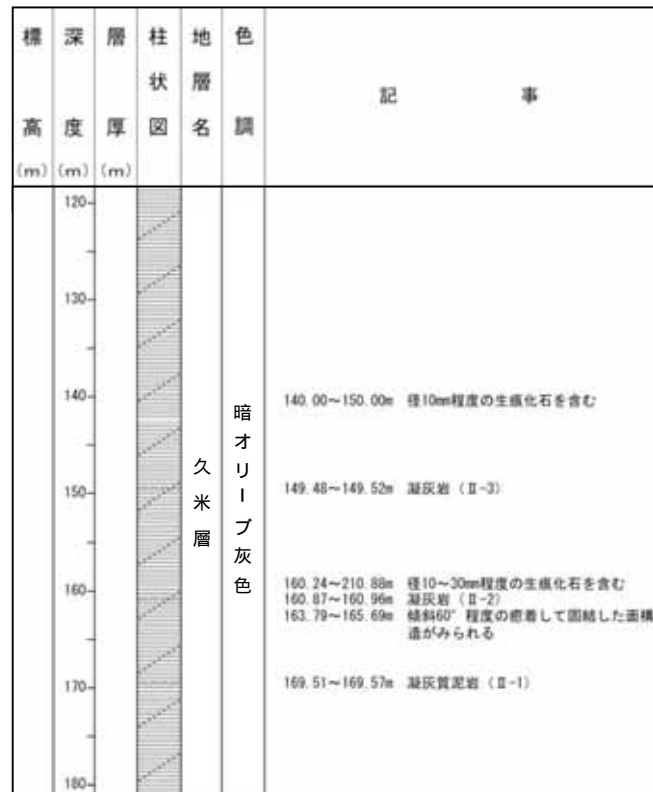 標高(m)
深度(m)
層厚(m)
柱状図
地層名
色調
記事
120
130
140
140.00～150.00m 径10mm程度の生痕化石を含む
149.48～149.52m 凝灰岩（Ⅱ-3）
150
久米層
暗オリーブ灰色
160
160.24～210.88m 径10～30mm程度の生痕化石を含む
160.87～160.96m 凝灰岩（Ⅱ-2）
163.79～165.69m 傾斜60°程度の癒着して固結した面構
造がみられる
169.51～169.57m 凝灰質泥岩（Ⅱ-1）
170
180